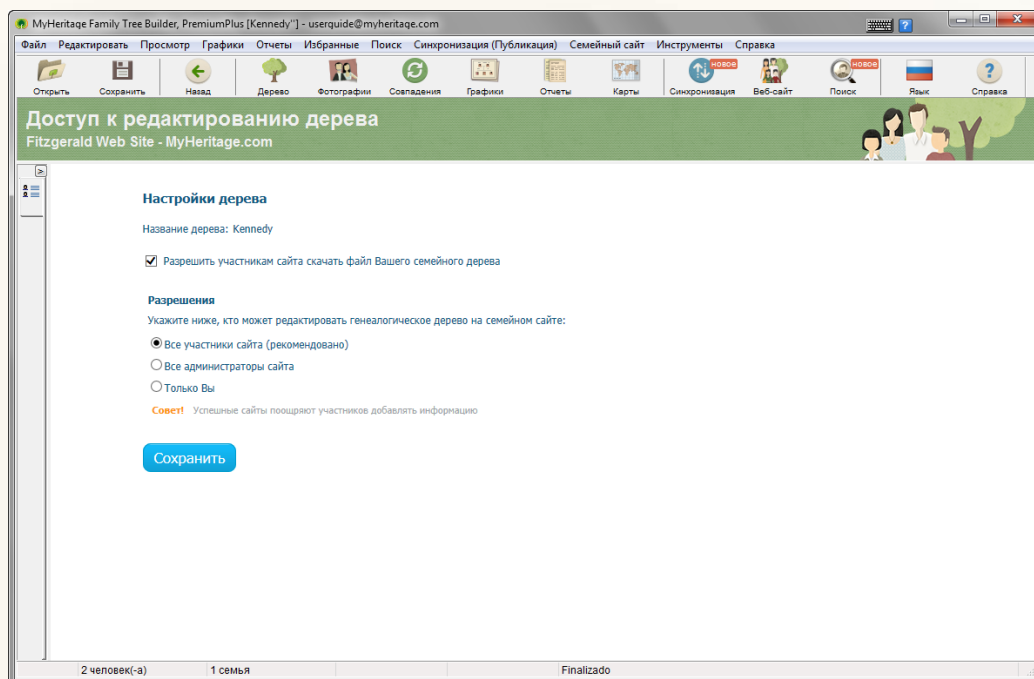 MyHeritage Family Tree Builder, PremiumPlus [Kennedy"] - userquide@myheritage.com
Файл Редактировать Просмотр Графики Отчеты Избранные Поиск Синхронизация (Публикация) Семейный сайт Инструменты Справка
НОВОЕ НОВОЕ
Открыть Сохранить Назад Дерево Фотографии Совпадения Графики Отчеты Карты Синхронизация Веб-сайт Поиск Язык Справка
Доступ к редактированию дерева
Fitzgerald Web Site - MyHeritage.com
Настройки дерева
Название дерева: Kennedy
Разрешить участникам сайта скачать файл Вашего семейного дерева
Разрешения
Укажите ниже, кто может редактировать генеалогическое дерево на семейном сайте:
Все участники сайта (рекомендовано)
Все администраторы сайта
Только Вы
Совет! Успешные сайты поощряют участников добавлять информацию
Сохранить
2 человек(-а) 1 семья Finalizado